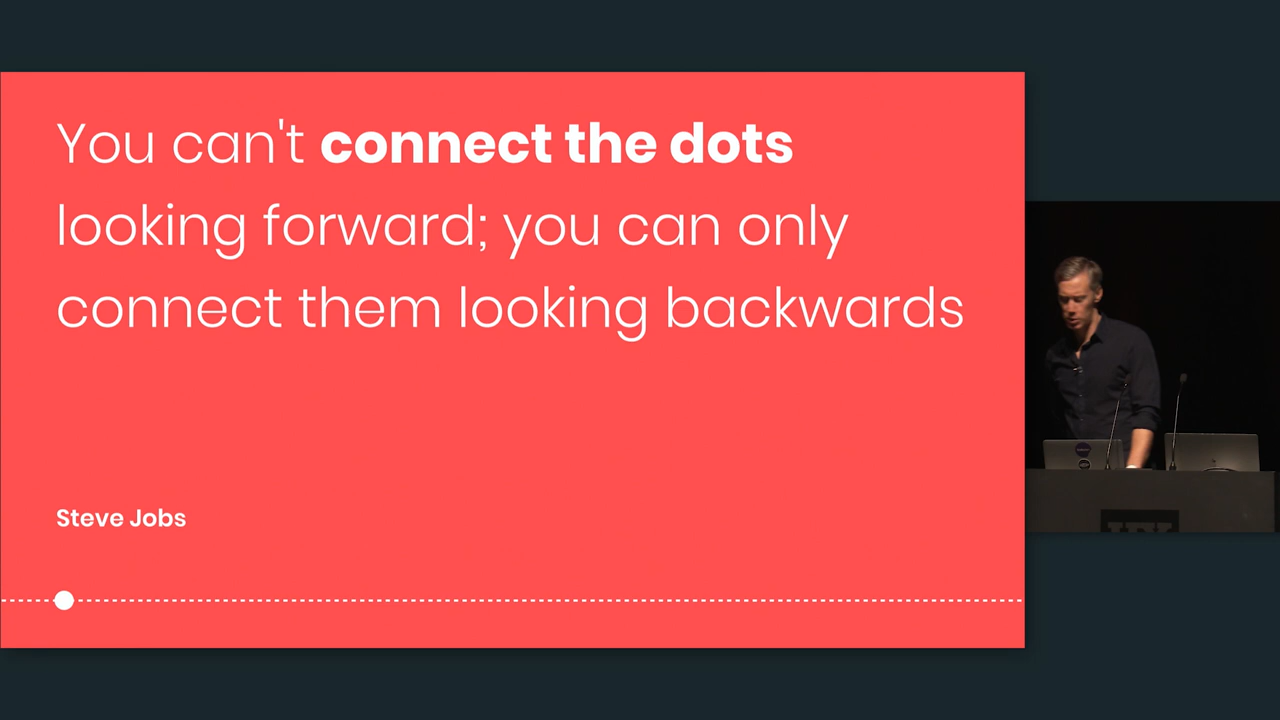 You can't connect the dots
looking forward; you can only
connect them looking backwards
Steve Jobs